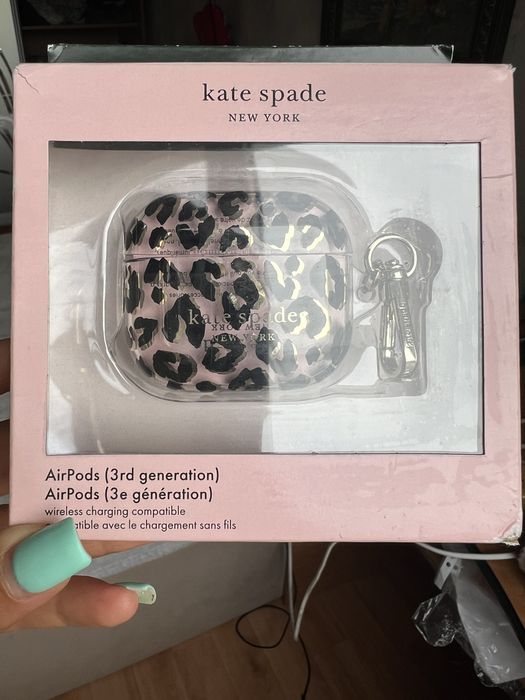 kate spade
NEW YORK
kate spade
NEW YORK
AirPods (3rd generation)
AirPods (3e génération)
wireless charging compatible
avec le chargement sans fils